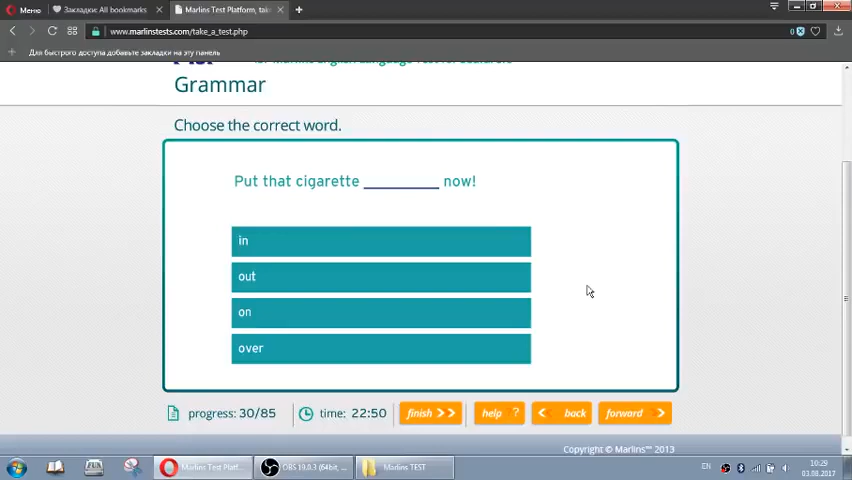 Меню
Закладки: All bookmarks
Marlins Test Platform, take
www.marlinstests.com/take_a_test.php
0
Для быстрого доступа добавьте закладки на эту панель
Grammar
Choose the correct word.
Put that cigarette ________ now!
in
out
on
over
progress: 30/85
time: 22:50
finish >>
help ?
< back
forward >
Copyright © Marlins™ 2013
Marlins Test Platf...
OBS 19.0.3 (64bit, ...
Marlins TEST
EN
10:29
03.08.2017